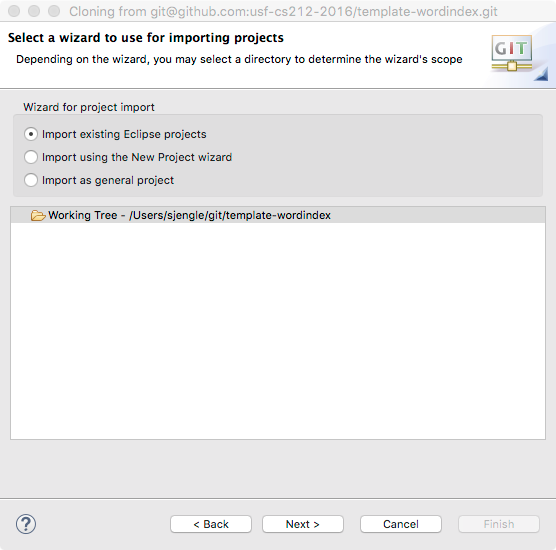 Cloning from git@github.com:usf-cs212-2016/template-wordindex.git
Select a wizard to use for importing projects
Depending on the wizard, you may select a directory to determine the wizard's scope
GIT
Wizard for project import
Import existing Eclipse projects
Import using the New Project wizard
Import as general project
Working Tree - /Users/sjengle/git/template-wordindex
? < Back Next > Cancel Finish